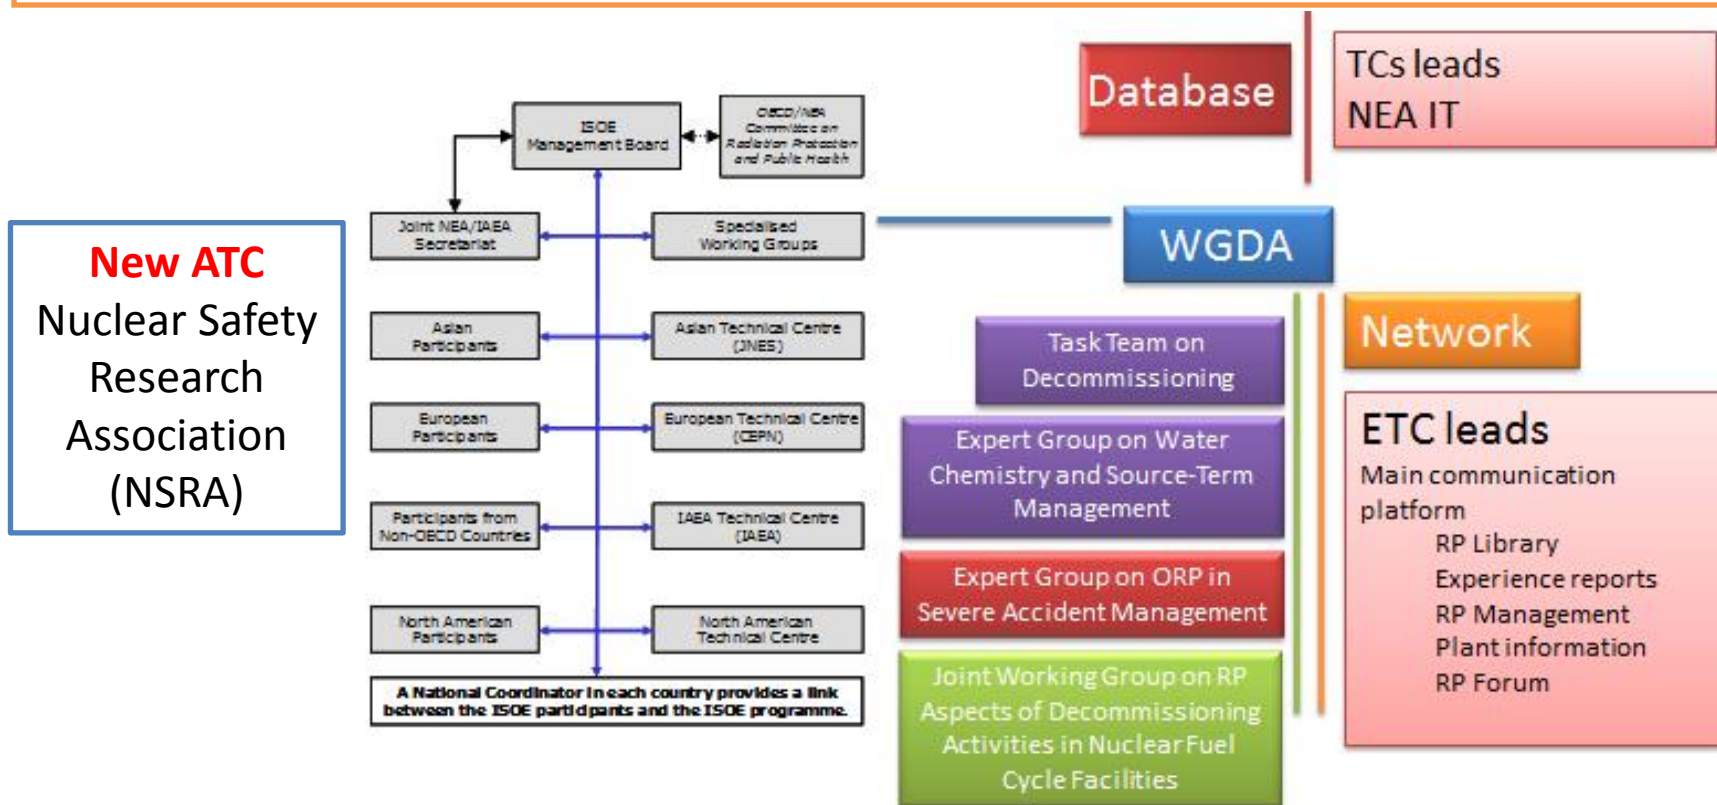 New ATC
Nuclear Safety
Research
Association
(NSRA)
ISOE
Management Board
OECD/NEA
Committee on
Radiation Protection
and Public Health
Joint NEA/IAEA
Secretariat
Specialised
Working Groups
Asian
Participants
Asian Technical Centre
(JNES)
European
Participants
European Technical Centre
(CEPN)
Participants from
Non-OECD Countries
IAEA Technical Centre
(IAEA)
North American
Participants
North American
Technical Centre
A National Coordinator in each country provides a link
between the ISOE participants and the ISOE programme.
Database
TCs leads
NEA IT
WGDA
Task Team on
Decommissioning
Expert Group on Water
Chemistry and Source-Term
Management
Expert Group on ORP in
Severe Accident Management
Joint Working Group on RP
Aspects of Decommissioning
Activities in Nuclear Fuel
Cycle Facilities
Network
ETC leads
Main communication
platform
RP Library
Experience reports
RP Management
Plant information
RP Forum